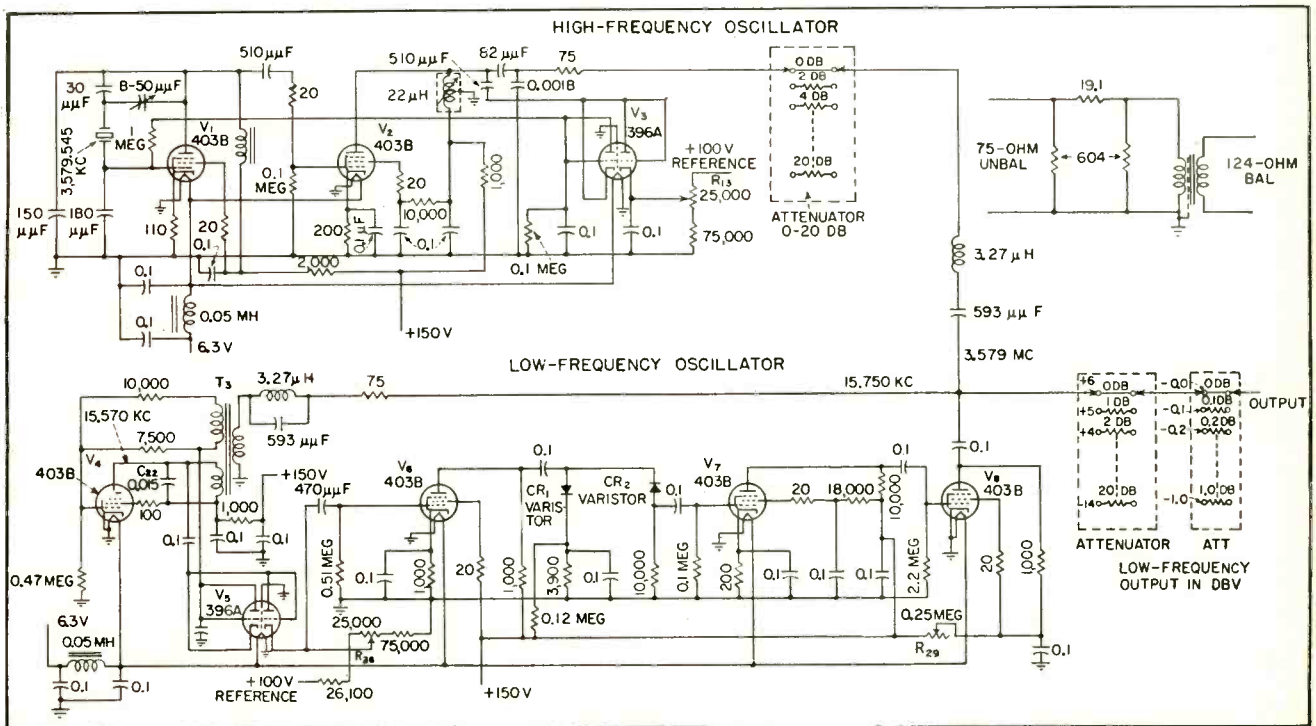 HIGH-FREQUENCY OSCILLATOR
510 µµF
30 µµF
8-50µµF
20
3,579,545 KC
1 MEG
V1 403B
0.1 MEG
150 µµF
180 µµF
110
20
0.1
0.1
0.1
0.05 MH
6.3 V
V2 403B
22 µH
510 µµF
82 µµF
75
0.001B
20
10,000
200
0.1 µF
0.1
1,000
2,000
+150 V
V3 396A
0.1
0.1 MEG
0.1
+100 V REFERENCE
R13 25,000
75,000
0 DB
2 DB
4 DB
20 DB
ATTENUATOR 0-20 DB
19.1
75-OHM UNBAL
604
124-OHM BAL
3.27 µH
593 µµ F
3.579 MC
LOW-FREQUENCY OSCILLATOR
10,000
T3
3.27µH
75
15,750 KC
15,570 KC
7,500
593 µµF
V4
403B
C22 0.015
100
+150V
1,000
0.1
0.1
0.1
0.47 MEG
V5 396A
6.3 V
0.05 MH
0.1
0.1
470µµF
V6 403B
0.51 MEG
0.1
1,000
20
25,000
75,000
R36
+100 V REFERENCE
26,100
+150 V
1,000
0.1
CR1 VARISTOR
CR2 VARISTOR
3,900
0.1
10,000
0.12 MEG
0.1
0.1 MEG
V7 403B
20
18,000
10,000
0.1
200
0.1
0.1
0.1
2.2 MEG
V8 403B
0.1
20
1,000
0.25 MEG
R29
0.1
+6 0 DB
+5 1 DB
+4 2 DB
-14 20 DB
ATTENUATOR
-0.0 0 DB
-0.1 0.1 DB
-0.2 0.2 DB
-1.0 1.0 DB
ATT
OUTPUT
LOW-FREQUENCY OUTPUT IN DBV